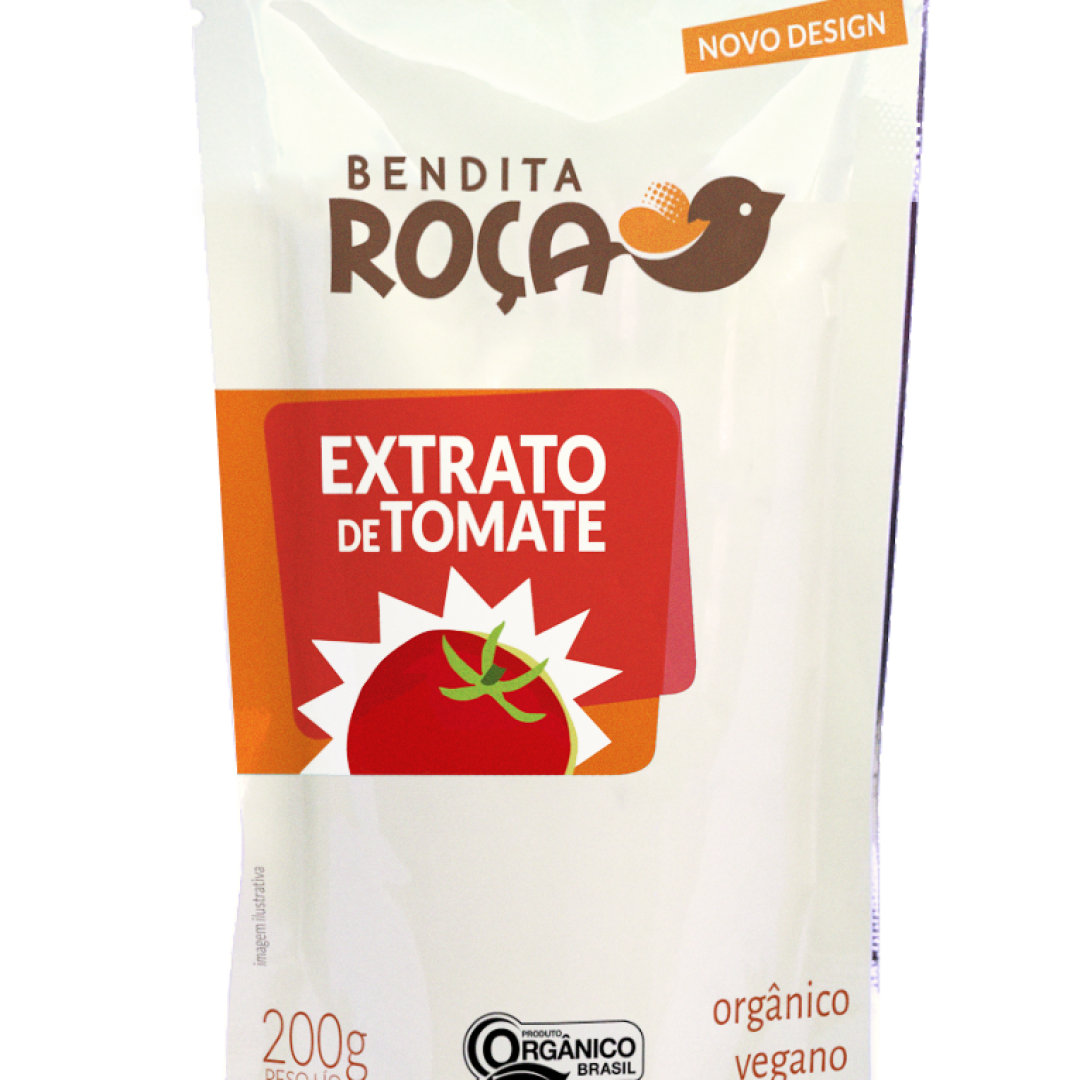 NOVO DESIGN
BENDITA
ROÇA
EXTRATO
DE TOMATE
imagem ilustrativa
200g
PRODUTO
ORGÂNICO
BRASIL
orgânico
vegano